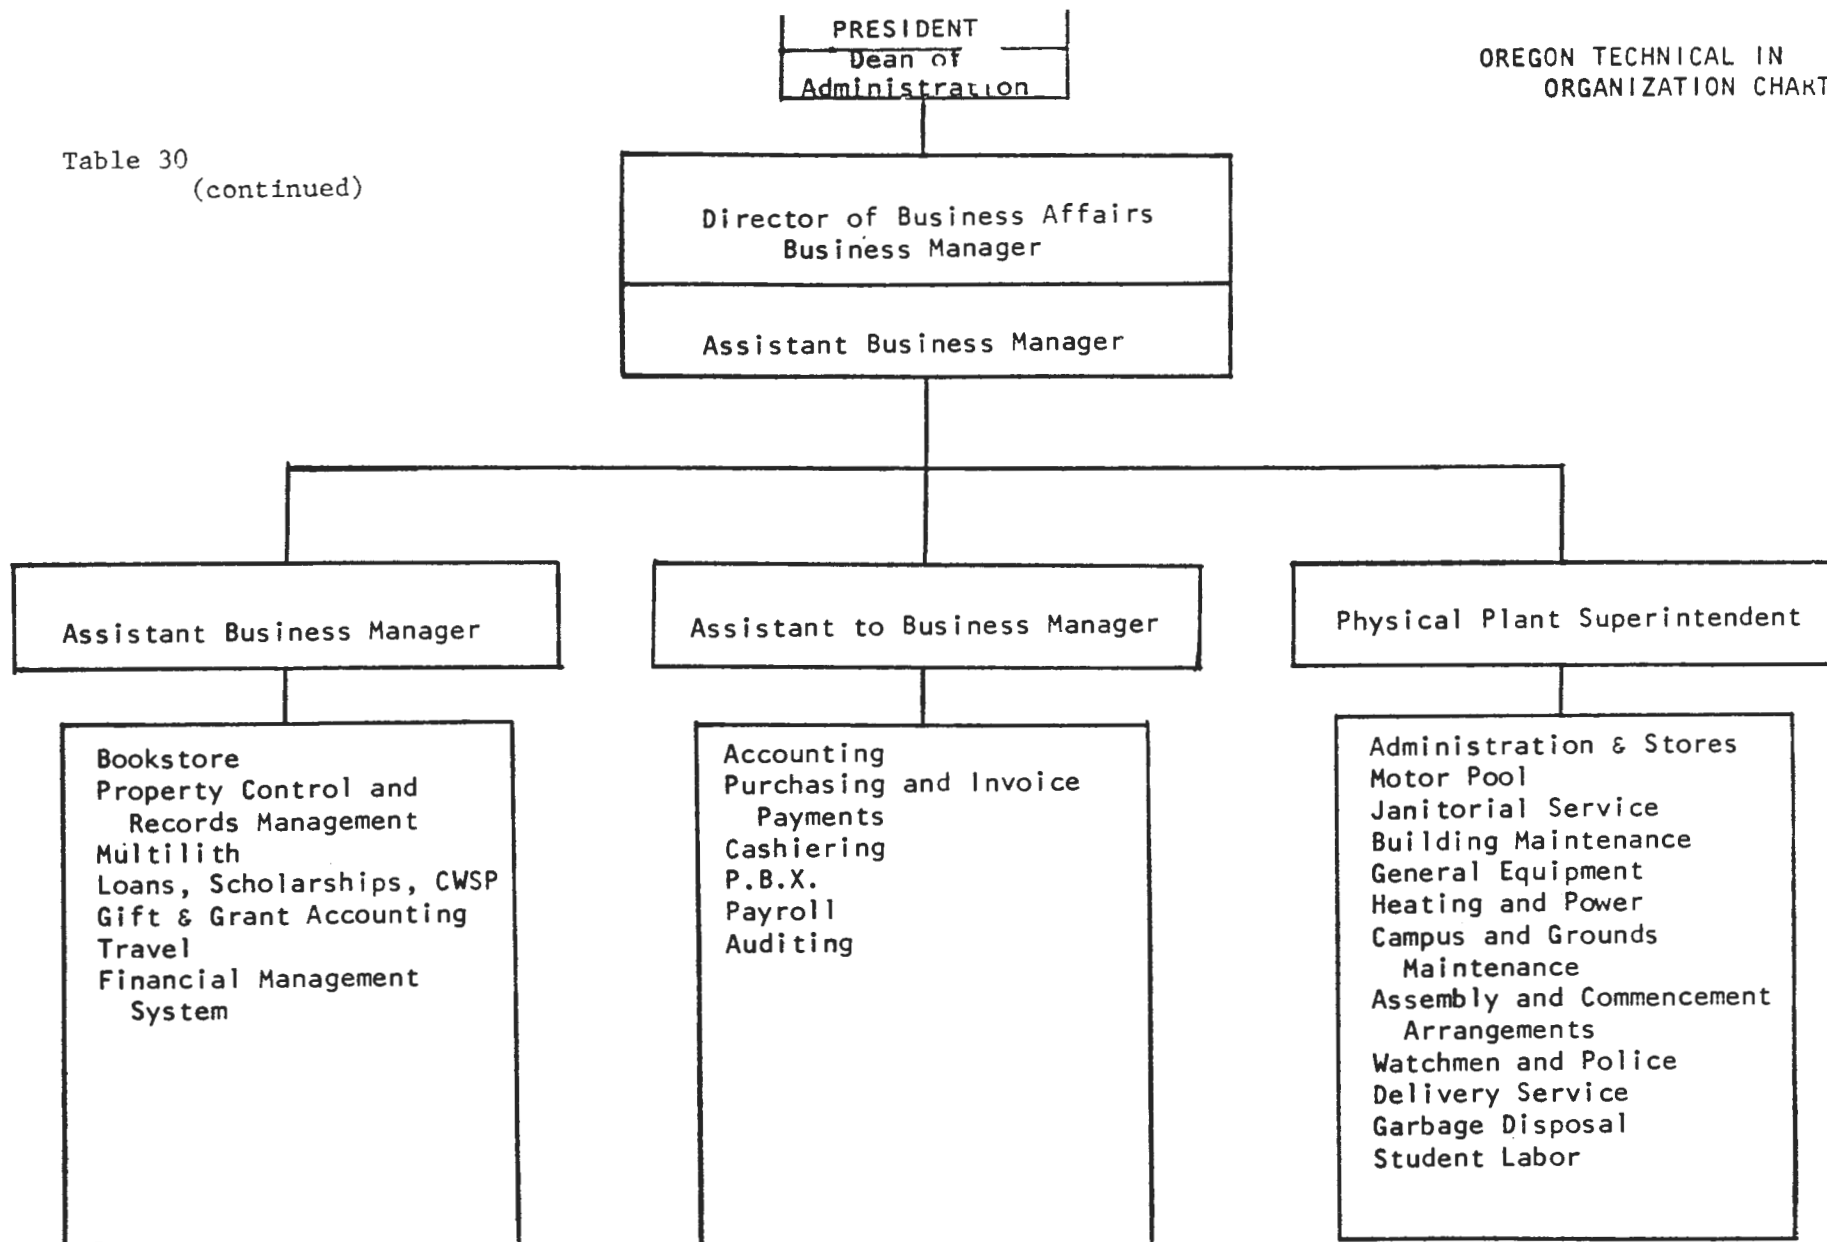 PRESIDENT
Dean of
Administration
OREGON TECHNICAL IN
ORGANIZATION CHART
Table 30
(continued)
Director of Business Affairs
Business Manager
Assistant Business Manager
Assistant Business Manager
Assistant to Business Manager
Physical Plant Superintendent
Bookstore
Property Control and
Records Management
Multilith
Loans, Scholarships, CWSP
Gift & Grant Accounting
Travel
Financial Management
System
Accounting
Purchasing and Invoice
Payments
Cashiering
P.B.X.
Payroll
Auditing
Administration & Stores
Motor Pool
Janitorial Service
Building Maintenance
General Equipment
Heating and Power
Campus and Grounds
Maintenance
Assembly and Commencement
Arrangements
Watchmen and Police
Delivery Service
Garbage Disposal
Student Labor